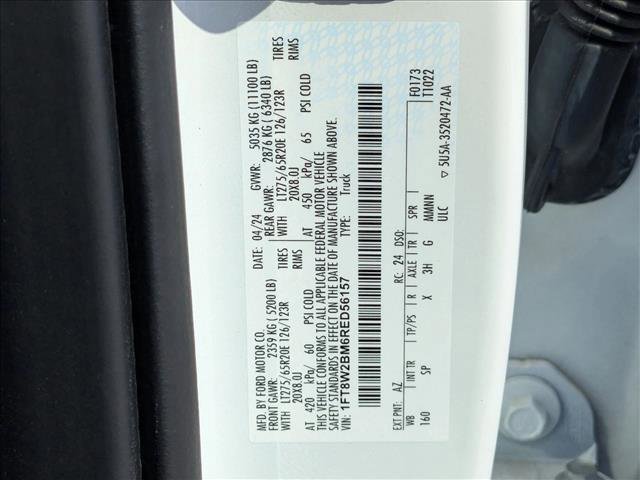 MFD. BY FORD MOTOR CO.
DATE: 04/24 GVWR: 5035 KG (11100 LB)
FRONT GAWR: 2359 KG (5200 LB) REAR GAWR: 2876 KG (6340 LB)
WITH LT275/65R20E 126/123R TIRES WITH LT275/65R20E 126/123R TIRES
20X8.0J RIMS 20X8.0J RIMS
AT 420 kPa/ 60 PSI COLD AT 450 kPa/ 65 PSI COLD
THIS VEHICLE CONFORMS TO ALL APPLICABLE FEDERAL MOTOR VEHICLE
SAFETY STANDARDS IN EFFECT ON THE DATE OF MANUFACTURE SHOWN ABOVE.
VIN: 1FT8W2BM6RED56157 TYPE: Truck
EXT PNT: AZ RC: 24 DSO: F0173
WB INT TR TP/PS R AXLE TR SPR T1022
160 SP X 3H G MMNN
ULC ▽ 3U5A-3520472-AA